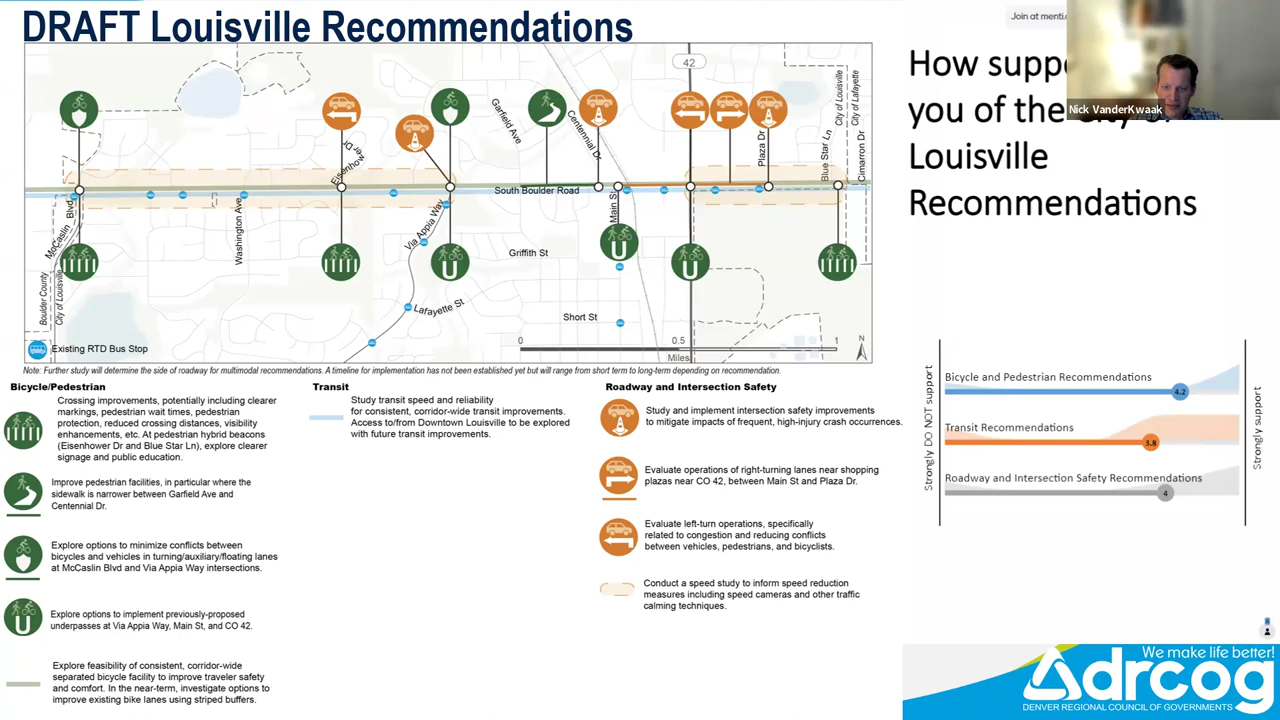 DRAFT Louisville Recommendations
Join at menti.c
How supp
you of the City of
Louisville
Recommendations
Nick VanderKwaak
42
City of Louisville
City of Lafayette
Garfield Ave
Centennial Dr.
Eisenhower Dr
Plaza Dr
Blue Star Ln
Cimarron Dr.
South Boulder Road
McCaslin Blvd
Washington Ave
Via Appia Way
Main St
Griffith St
Boulder County
City of Louisville
Lafayette St
Short St
Existing RTD Bus Stop
0
0.5
1
Miles
N
Note: Further study will determine the side of roadway for multimodal recommendations. A timeline for implementation has not been established yet but will range from short term to long-term depending on recommendation.
Bicycle/Pedestrian
Crossing improvements, potentially including clearer
markings, pedestrian wait times, pedestrian
protection, reduced crossing distances, visibility
enhancements, etc. At pedestrian hybrid beacons
(Eisenhower Dr and Blue Star Ln), explore clearer
signage and public education.
Improve pedestrian facilities, in particular where the
sidewalk is narrower between Garfield Ave and
Centennial Dr.
Explore options to minimize conflicts between
bicycles and vehicles in turning/auxiliary/floating lanes
at McCaslin Blvd and Via Appia Way intersections.
Explore options to implement previously-proposed
underpasses at Via Appia Way, Main St, and CO 42.
Explore feasibility of consistent, corridor-wide
separated bicycle facility to improve traveler safety
and comfort. In the near-term, investigate options to
improve existing bike lanes using striped buffers.
Transit
Study transit speed and reliability
for consistent, corridor-wide transit improvements.
Access to/from Downtown Louisville to be explored
with future transit improvements.
Roadway and Intersection Safety
Study and implement intersection safety improvements
to mitigate impacts of frequent, high-injury crash occurrences.
Evaluate operations of right-turning lanes near shopping
plazas near CO 42, between Main St and Plaza Dr.
Evaluate left-turn operations, specifically
related to congestion and reducing conflicts
between vehicles, pedestrians, and bicyclists.
Conduct a speed study to inform speed reduction
measures including speed cameras and other traffic
calming techniques.
Strongly DO NOT support
Bicycle and Pedestrian Recommendations
4.2
Transit Recommendations
3.8
Roadway and Intersection Safety Recommendations
4
Strongly support
We make life better!
drcog
DENVER REGIONAL COUNCIL OF GOVERNMENTS